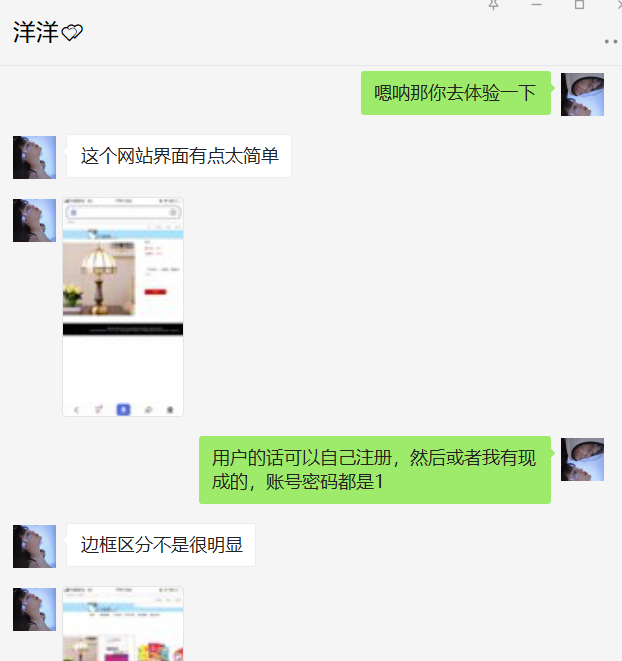 洋洋
嗯呐那你去体验一下
这个网站界面有点太简单
用户的话可以自己注册，然后或者我有现
成的，账号密码都是1
边框区分不是很明显